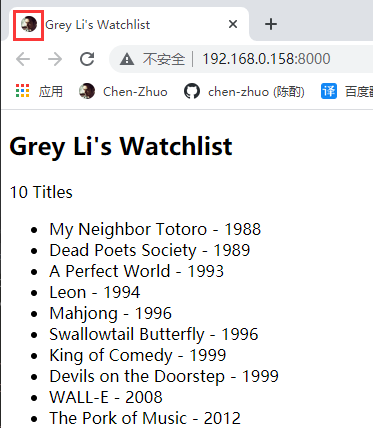 Grey Li's Watchlist
不安全 192.168.0.158:8000
应用 Chen-Zhuo chen-zhuo (陈酌) 译 百度翻
Grey Li's Watchlist
10 Titles
My Neighbor Totoro - 1988
Dead Poets Society - 1989
A Perfect World - 1993
Leon - 1994
Mahjong - 1996
Swallowtail Butterfly - 1996
King of Comedy - 1999
Devils on the Doorstep - 1999
WALL-E - 2008
The Pork of Music - 2012